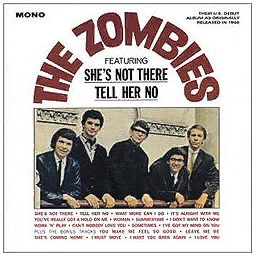 MONO
THEIR U.S. DEBUT
ALBUM AS ORIGINALLY
RELEASED IN 1965
THE ZOMBIES
FEATURING
SHE'S NOT THERE
TELL HER NO
SHE'S NOT THERE • TELL HER NO • WHAT MORE CAN I DO • IT'S ALRIGHT WITH ME
YOU'VE REALLY GOT A HOLD ON ME • WOMAN • SUMMERTIME • I DON'T WANT TO KNOW
WORK 'N' PLAY • CAN'T NOBODY LOVE YOU • SOMETIMES • I'VE GOT MY MIND ON YOU
PLUS THE BONUS TRACKS YOU MAKE ME FEEL SO GOOD • LEAVE ME BE
SHE'S COMING HOME • I MUST MOVE • I WANT YOU BACK AGAIN • I LOVE YOU